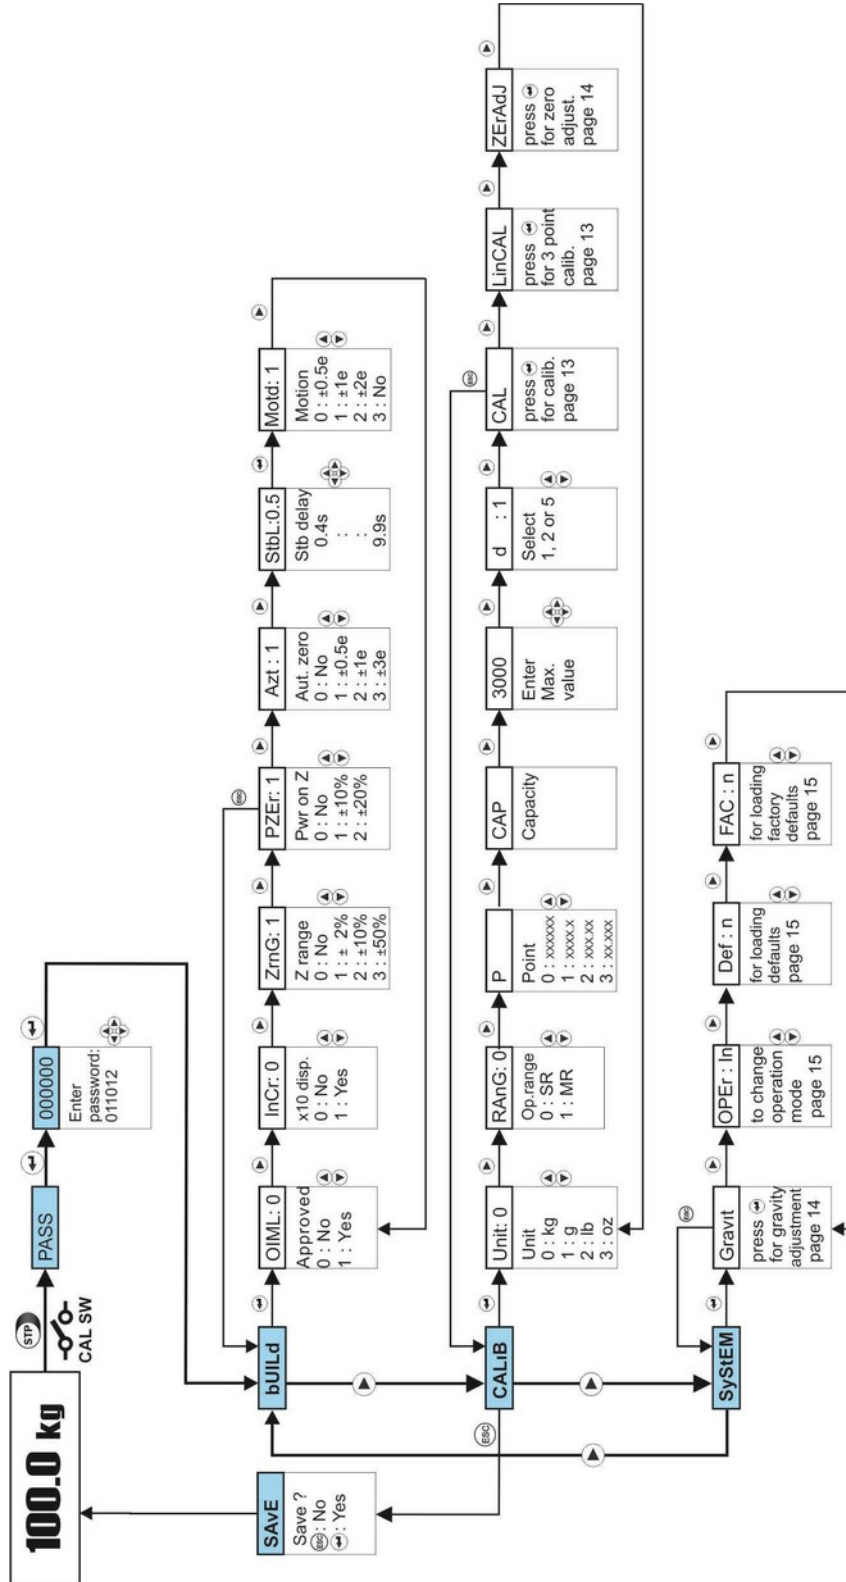 100.0 kg
STP
CAL SW
PASS
000000
Enter
password:
011012
SAvE
Save ?
ESC: No
: Yes
bUILd
OIML: 0
Approved
0 : No
1 : Yes
InCr: 0
x10 disp.
0 : No
1 : Yes
ZrnG: 1
Z range
0 : No
1 : ± 2%
2 : ±10%
3 : ±50%
PZEr: 1
Pwr on Z
0 : No
1 : ±10%
2 : ±20%
ESC
Azt : 1
Aut. zero
0 : No
1 : ±0.5e
2 : ±1e
3 : ±3e
StbL:0.5
Stb delay
0.4s
:
:
9.9s
Motd: 1
Motion
0 : ±0.5e
1 : ±1e
2 : ±2e
3 : No
ESC
CALıB
Unit: 0
Unit
0 : kg
1 : g
2 : lb
3 : oz
RAnG: 0
Op.range
0 : SR
1 : MR
P
Point
0 : xxxxxx
1 : xxxx.x
2 : xxx.xx
3 : xx.xxx
CAP
Capacity
3000
Enter
Max.
value
d : 1
Select
1, 2 or 5
ESC
CAL
press
for calib.
page 13
LinCAL
press
for 3 point
calib.
page 13
ZErAdJ
press
for zero
adjust.
page 14
SyStEM
ESC
Gravit
press
for gravity
adjustment
page 14
OPEr : In
to change
operation
mode
page 15
Def : n
for loading
defaults
page 15
FAC : n
for loading
factory
defaults
page 15